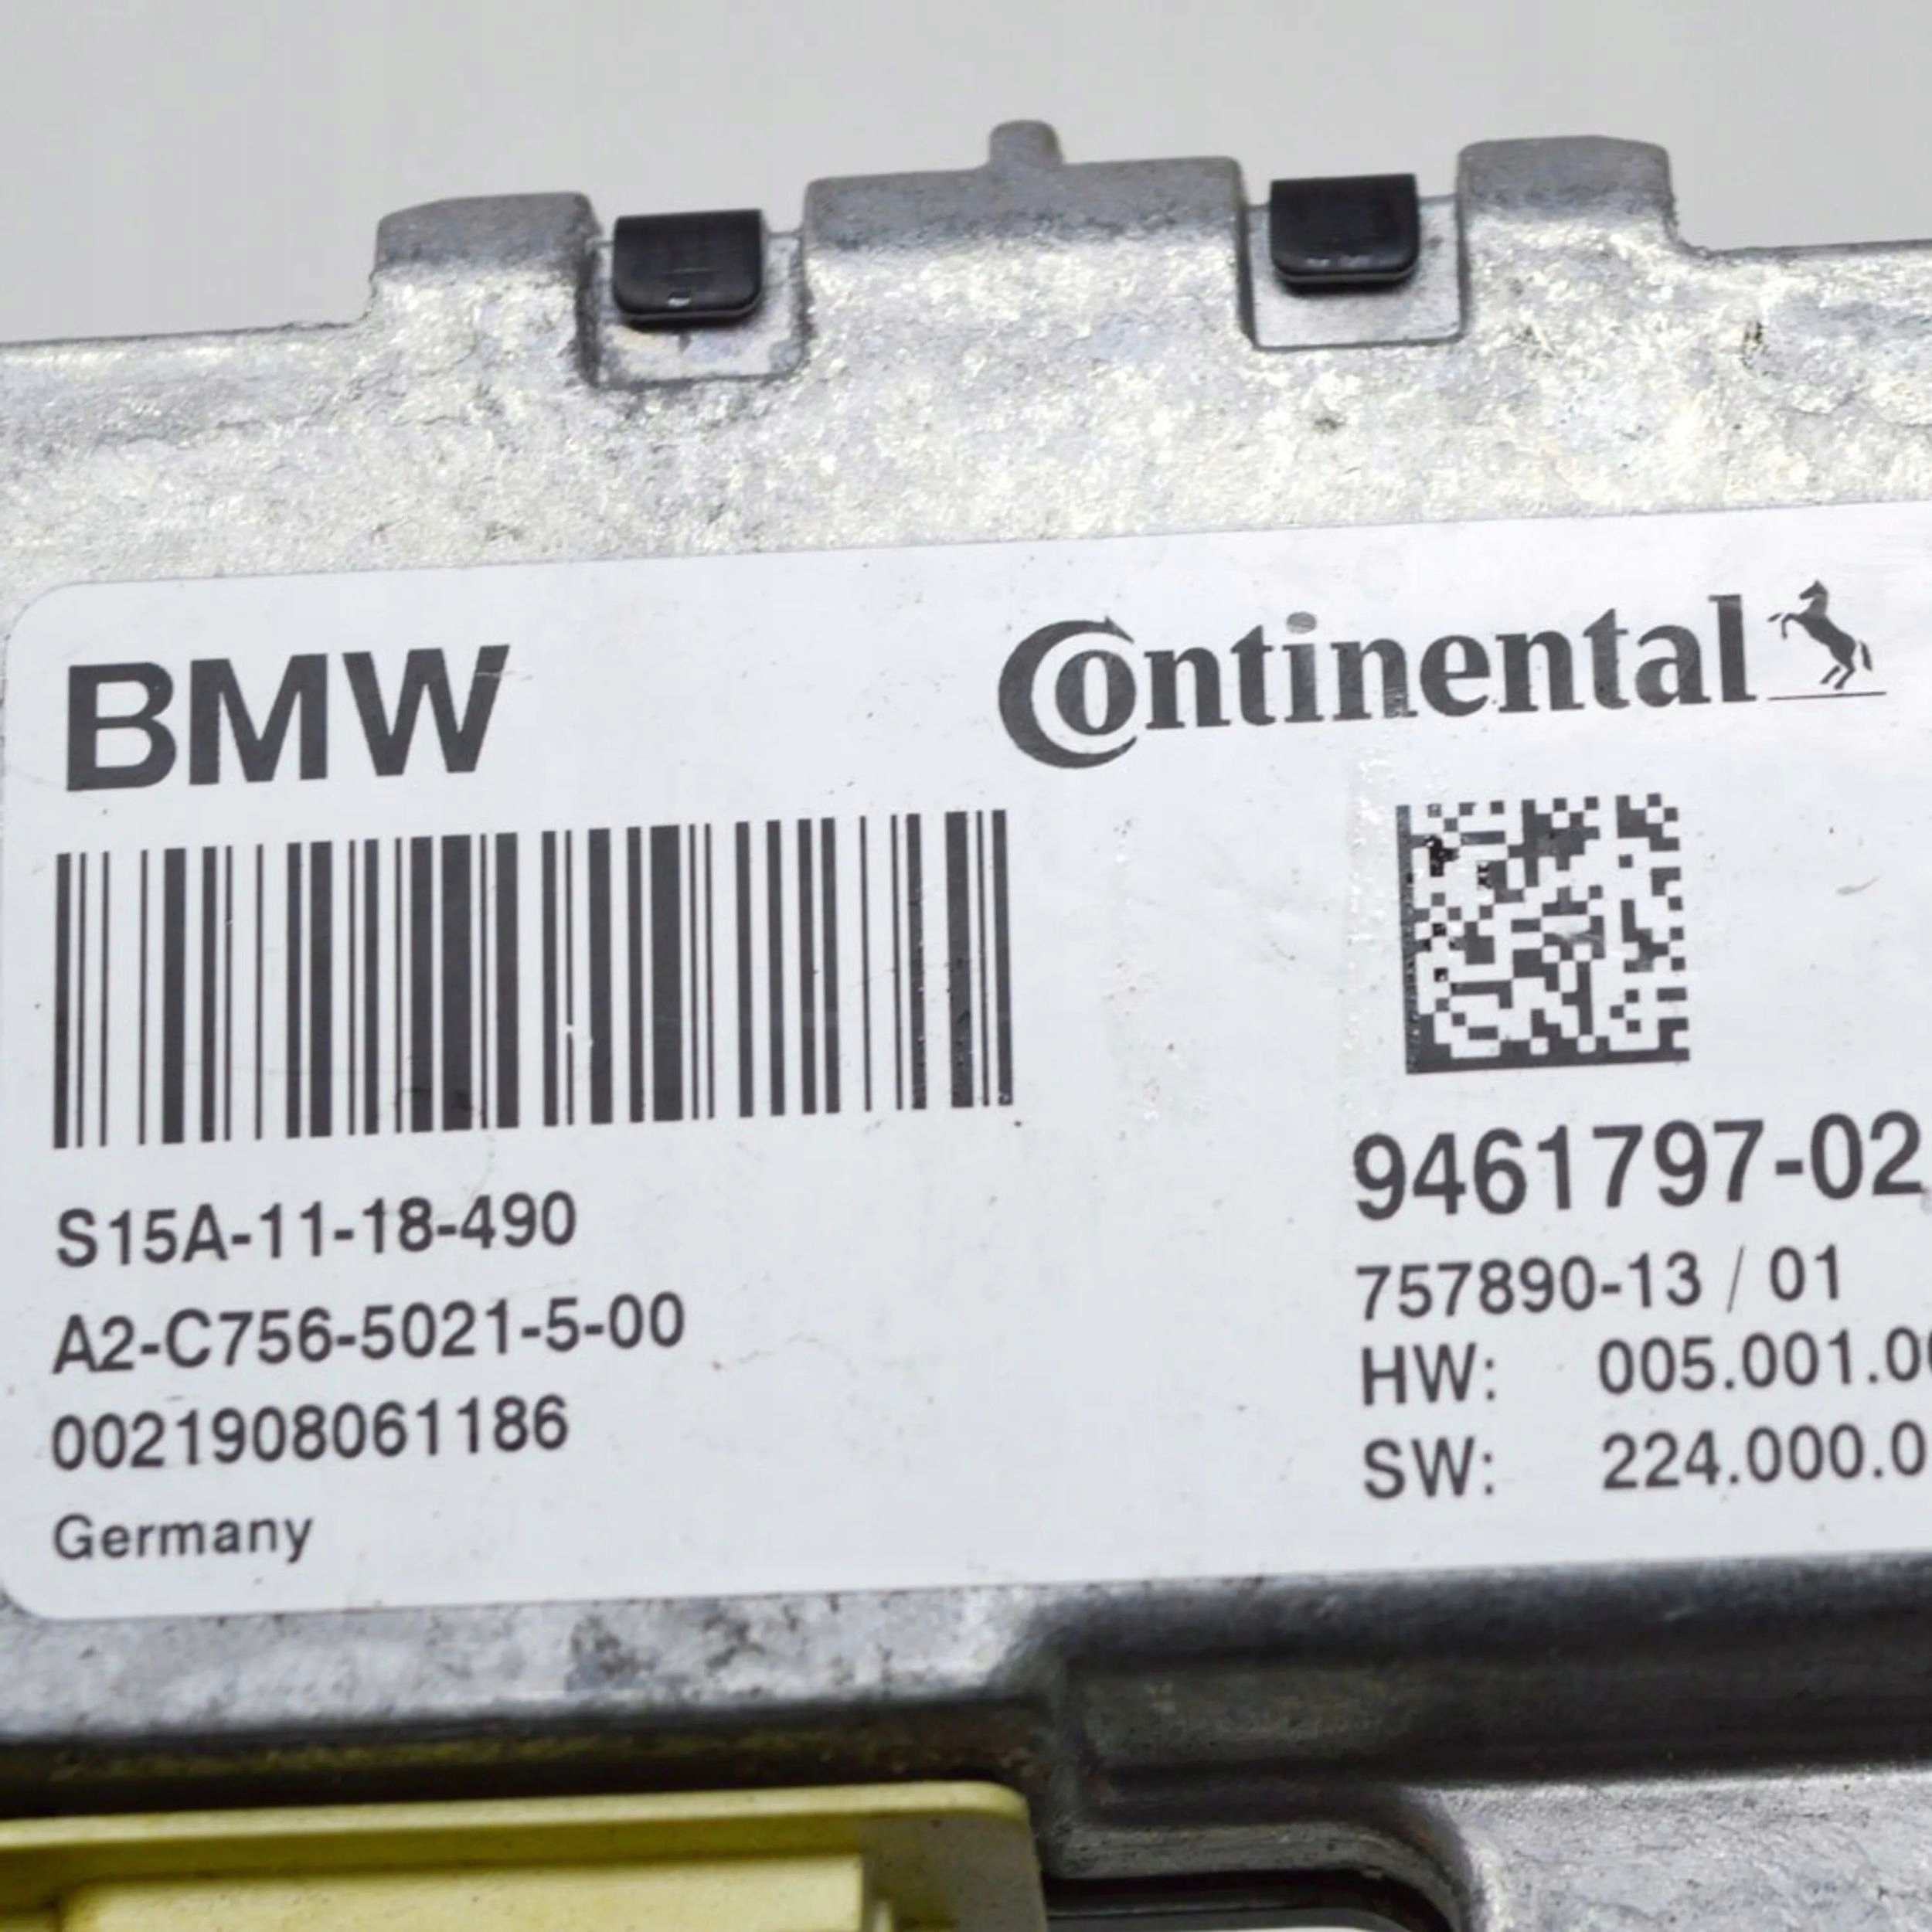 BMW
Continental
S15A-11-18-490
A2-C756-5021-5-00
0021908061186
Germany
9461797-02
757890-13 / 01
HW: 005.001.00
SW: 224.000.0